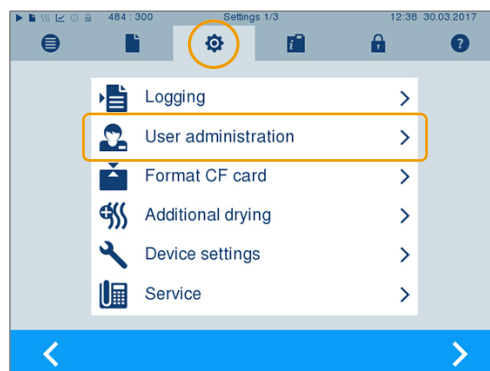 484 : 300 Settings 1/3 12:38 30.03.2017
Logging
User administration
Format CF card
Additional drying
Device settings
Service